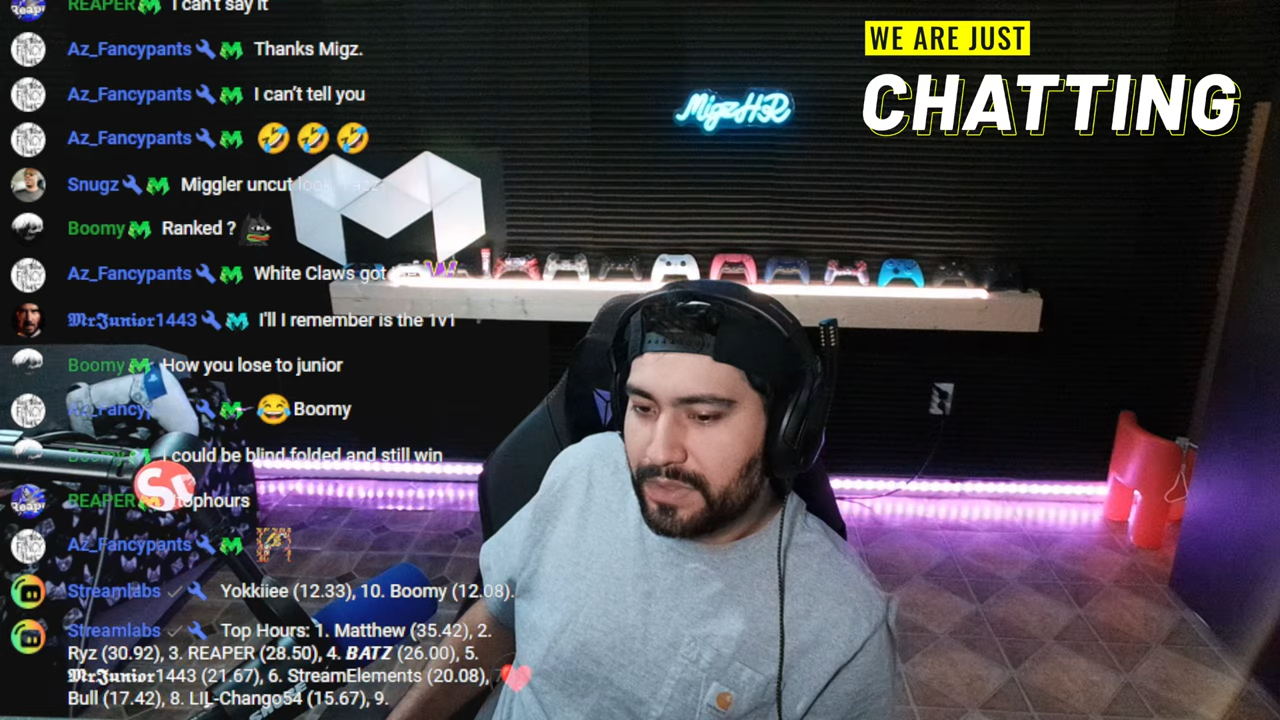 REAPER I can't say it
Az_Fancypants Thanks Migz.
Az_Fancypants I can't tell you
Az_Fancypants 🤣🤣🤣
Snugz Miggler uncut
Boomy Ranked ?
Az_Fancypants White Claws got
𝕸𝖗𝕵𝖚𝖓𝖎𝖔𝖗1443 I'll I remember is the 1v1
Boomy How you lose to junior
Az_Fancy 😂Boomy
Boomy I could be blind folded and still win
REAPER tophours
Az_Fancypants
Streamlabs Yokkiiee (12.33), 10. Boomy (12.08).
Streamlabs Top Hours: 1. Matthew (35.42), 2.
Ryz (30.92), 3. REAPER (28.50), 4. 𝑩𝑨𝑻𝒁 (26.00), 5.
𝕸𝖗𝕵𝖚𝖓𝖎𝖔𝖗1443 (21.67), 6. StreamElements (20.08),
Bull (17.42), 8. LIL-Chango54 (15.67), 9.
MigzH3R
WE ARE JUST
CHATTING